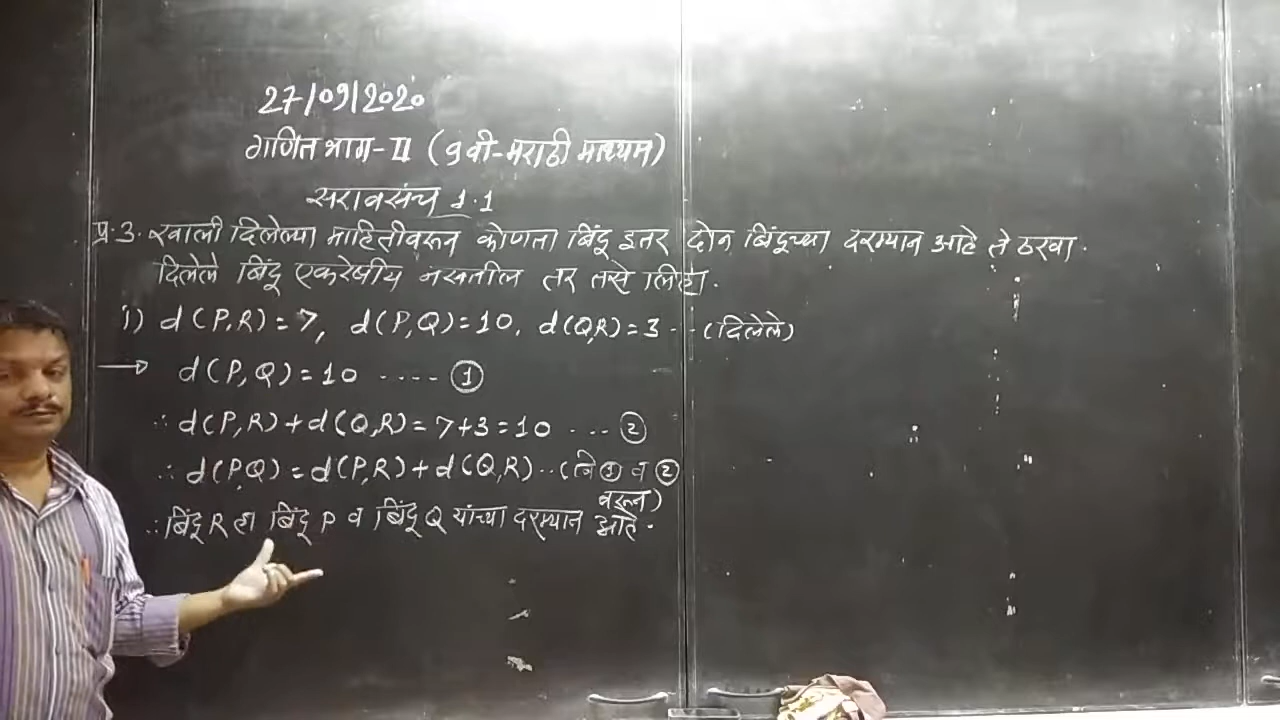 27/09/2020
गणित भाग-II (9वी-मराठी माध्यम)
सरावसंच 1.1
प्र.3. खाली दिलेल्या माहितीवरून कोणता बिंदू इतर दोन बिंदूंच्या दरम्यान आहे ते ठरवा.
दिलेले बिंदू एकरेषीय नसतील तर तसे लिहा.
i) d(P,R)=7, d(P,Q)=10, d(Q,R)=3 ... (दिलेले)
→ d(P,Q)=10 ..... ①
∴ d(P,R)+d(Q,R)=7+3=10 .... ②
∴ d(P,Q)=d(P,R)+d(Q,R)..(वि ① व ②
वरून)
∴ बिंदू R हा बिंदू P व बिंदू Q यांच्या दरम्यान आहे.